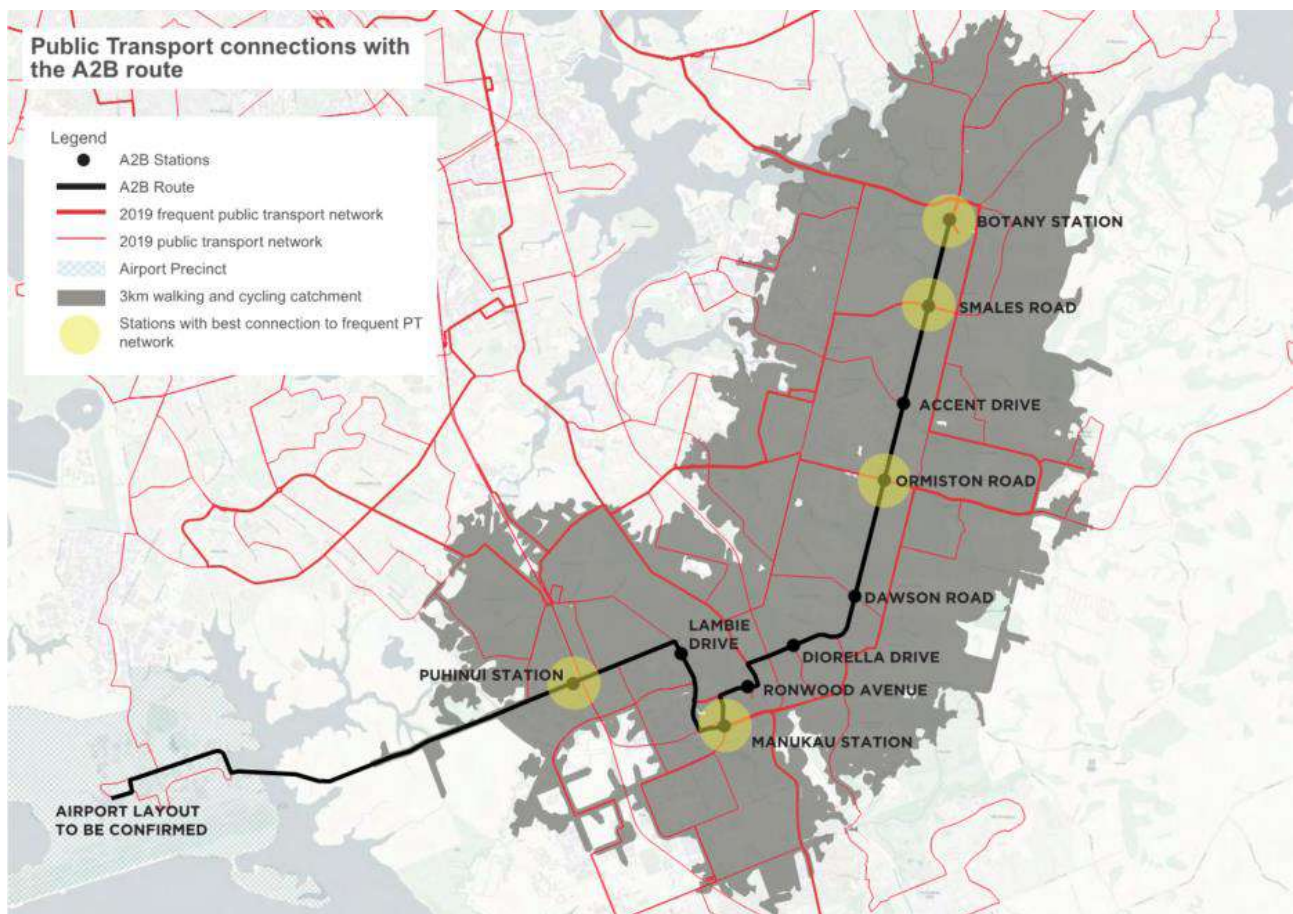 Public Transport connections with
the A2B route
Legend
A2B Stations
A2B Route
2019 frequent public transport network
2019 public transport network
Airport Precinct
3km walking and cycling catchment
Stations with best connection to frequent PT
network
BOTANY STATION
SMALES ROAD
ACCENT DRIVE
ORMISTON ROAD
DAWSON ROAD
LAMBIE
DRIVE
DIORELLA DRIVE
PUHINUI STATION
RONWOOD AVENUE
MANUKAU STATION
AIRPORT LAYOUT
TO BE CONFIRMED